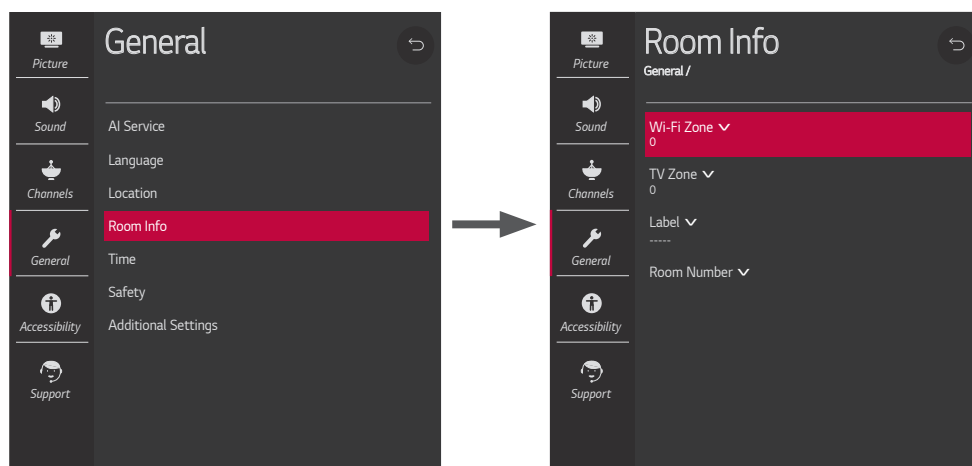 General
Picture
Sound
Channels
General
Accessibility
Support
AI Service
Language
Location
Room Info
Time
Safety
Additional Settings
Room Info
General /
Picture
Sound
Channels
General
Accessibility
Support
Wi-Fi Zone
0
TV Zone
0
Label
-----
Room Number